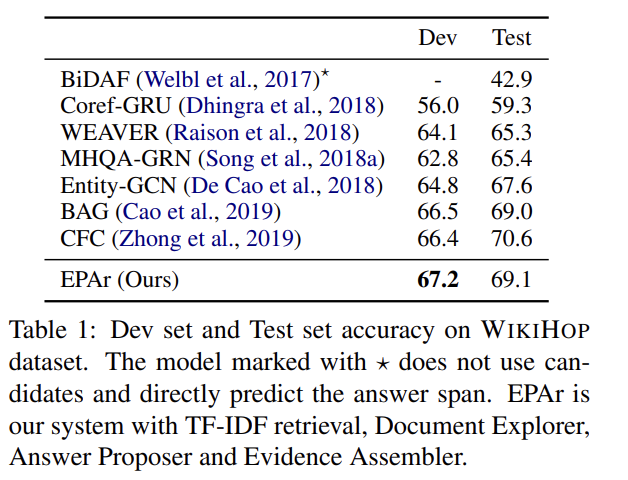 Dev Test
BiDAF (Welbl et al., 2017)⋆ - 42.9
Coref-GRU (Dhingra et al., 2018) 56.0 59.3
WEAVER (Raison et al., 2018) 64.1 65.3
MHQA-GRN (Song et al., 2018a) 62.8 65.4
Entity-GCN (De Cao et al., 2018) 64.8 67.6
BAG (Cao et al., 2019) 66.5 69.0
CFC (Zhong et al., 2019) 66.4 70.6
EPAr (Ours) 67.2 69.1
Table 1: Dev set and Test set accuracy on WIKIHOP
dataset. The model marked with ⋆ does not use can-
didates and directly predict the answer span. EPAr is
our system with TF-IDF retrieval, Document Explorer,
Answer Proposer and Evidence Assembler.